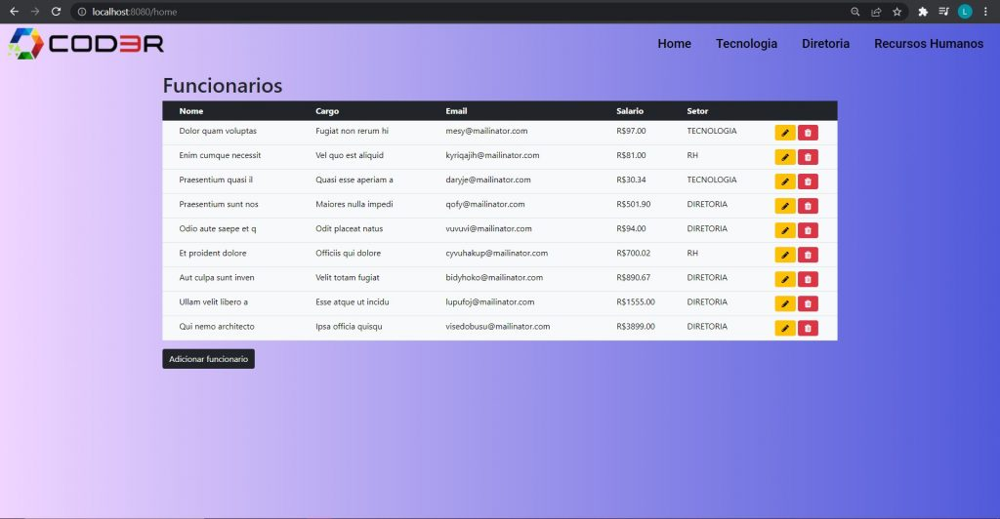 localhost:8080/home
L
COD3R
Home Tecnologia Diretoria Recursos Humanos
Funcionarios
Nome Cargo Email Salario Setor
Dolor quam voluptas Fugiat non rerum hi mesy@mailinator.com R$97.00 TECNOLOGIA
Enim cumque necessit Vel quo est aliquid kyriqajih@mailinator.com R$81.00 RH
Praesentium quasi il Quasi esse aperiam a daryje@mailinator.com R$30.34 TECNOLOGIA
Praesentium sunt nos Maiores nulla impedi qofy@mailinator.com R$501.90 DIRETORIA
Odio aute saepe et q Odit placeat natus vuvuvi@mailinator.com R$94.00 DIRETORIA
Et proident dolore Officiis qui dolore cyvuhakup@mailinator.com R$700.02 RH
Aut culpa sunt inven Velit totam fugiat bidyhoko@mailinator.com R$890.67 DIRETORIA
Ullam velit libero a Esse atque ut incidu lupufoj@mailinator.com R$1555.00 DIRETORIA
Qui nemo architecto Ipsa officia quisqu visedobusu@mailinator.com R$3899.00 DIRETORIA
Adicionar funcionario